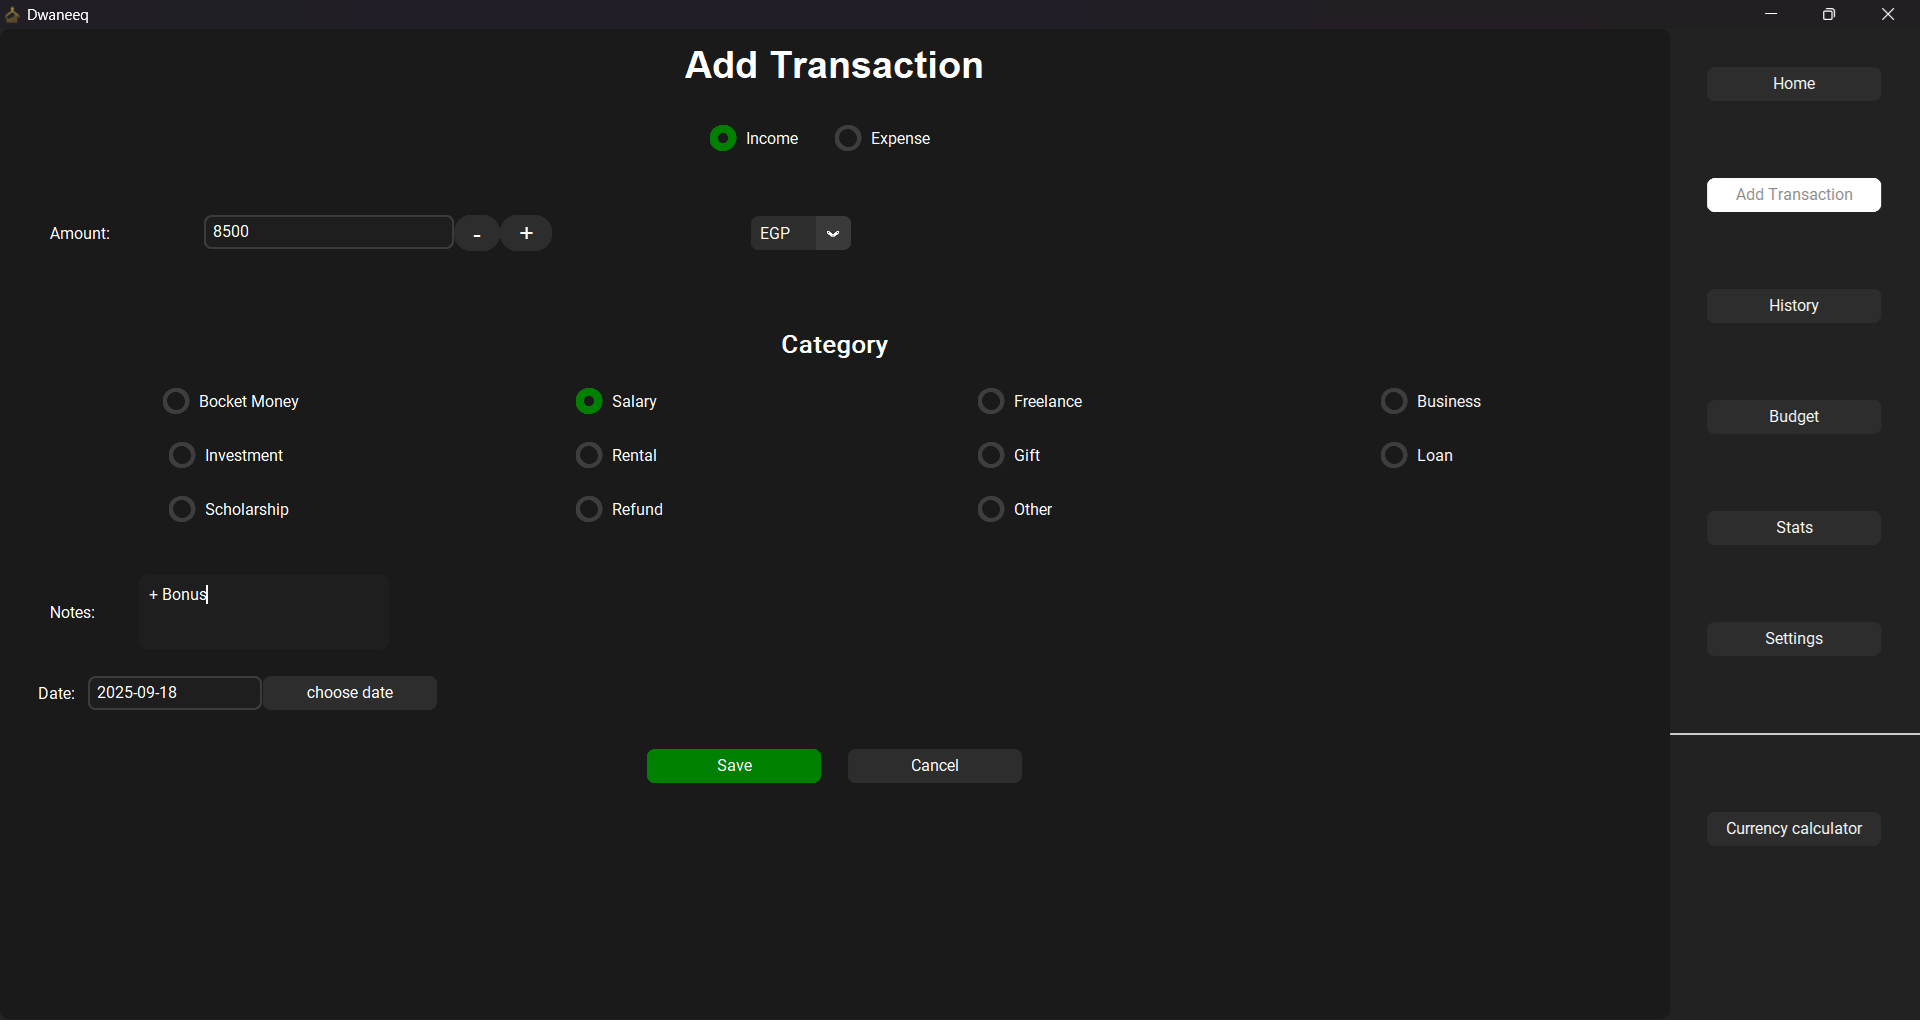 Dwaneeq
Add Transaction
Income Expense
Amount: 8500 - + EGP
Category
Bocket Money Salary Freelance Business
Investment Rental Gift Loan
Scholarship Refund Other
Notes: + Bonus
Date: 2025-09-18 choose date
Save Cancel
Home
Add Transaction
History
Budget
Stats
Settings
Currency calculator